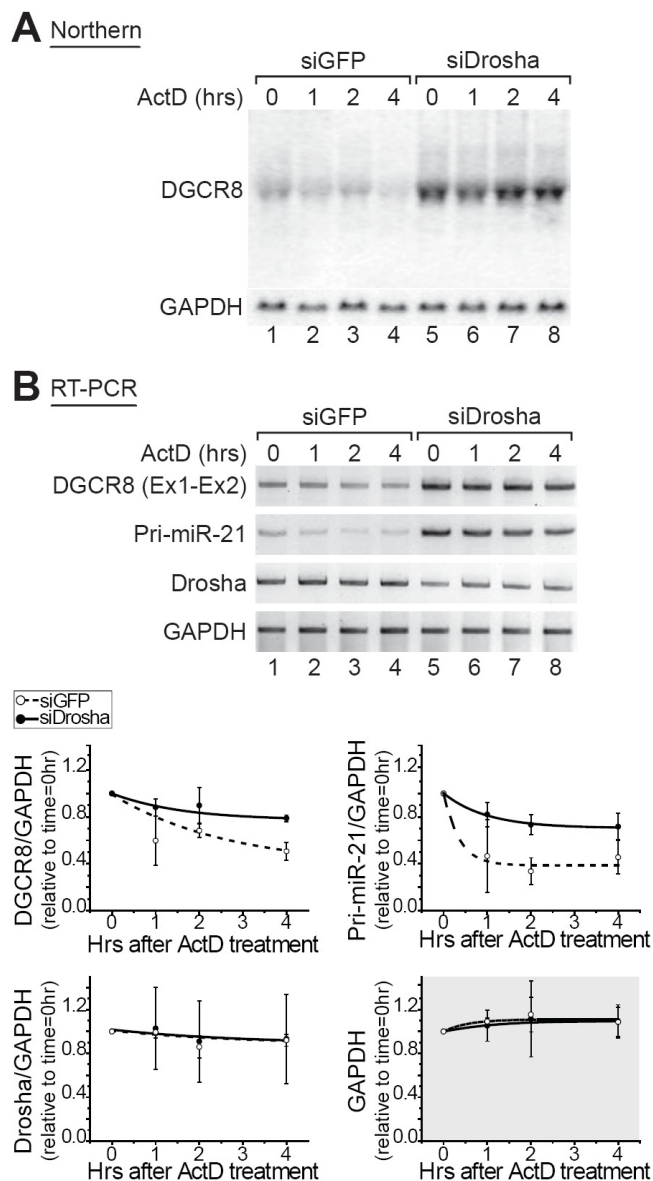 A Northern
siGFP siDrosha
ActD (hrs) 0 1 2 4 0 1 2 4
DGCR8
GAPDH
1 2 3 4 5 6 7 8
B RT-PCR
siGFP siDrosha
ActD (hrs) 0 1 2 4 0 1 2 4
DGCR8 (Ex1-Ex2)
Pri-miR-21
Drosha
GAPDH
1 2 3 4 5 6 7 8
siGFP
siDrosha
DGCR8/GAPDH
(relative to time=0hr)
1.2
0.8
0.4
0.0
0 1 2 3 4
Hrs after ActD treatment
Pri-miR-21/GAPDH
(relative to time=0hr)
1.2
0.8
0.4
0.0
0 1 2 3 4
Hrs after ActD treatment
Drosha/GAPDH
(relative to time=0hr)
1.2
0.8
0.4
0.0
0 1 2 3 4
Hrs after ActD treatment
GAPDH
(relative to time=0hr)
1.2
0.8
0.4
0.0
0 1 2 3 4
Hrs after ActD treatment